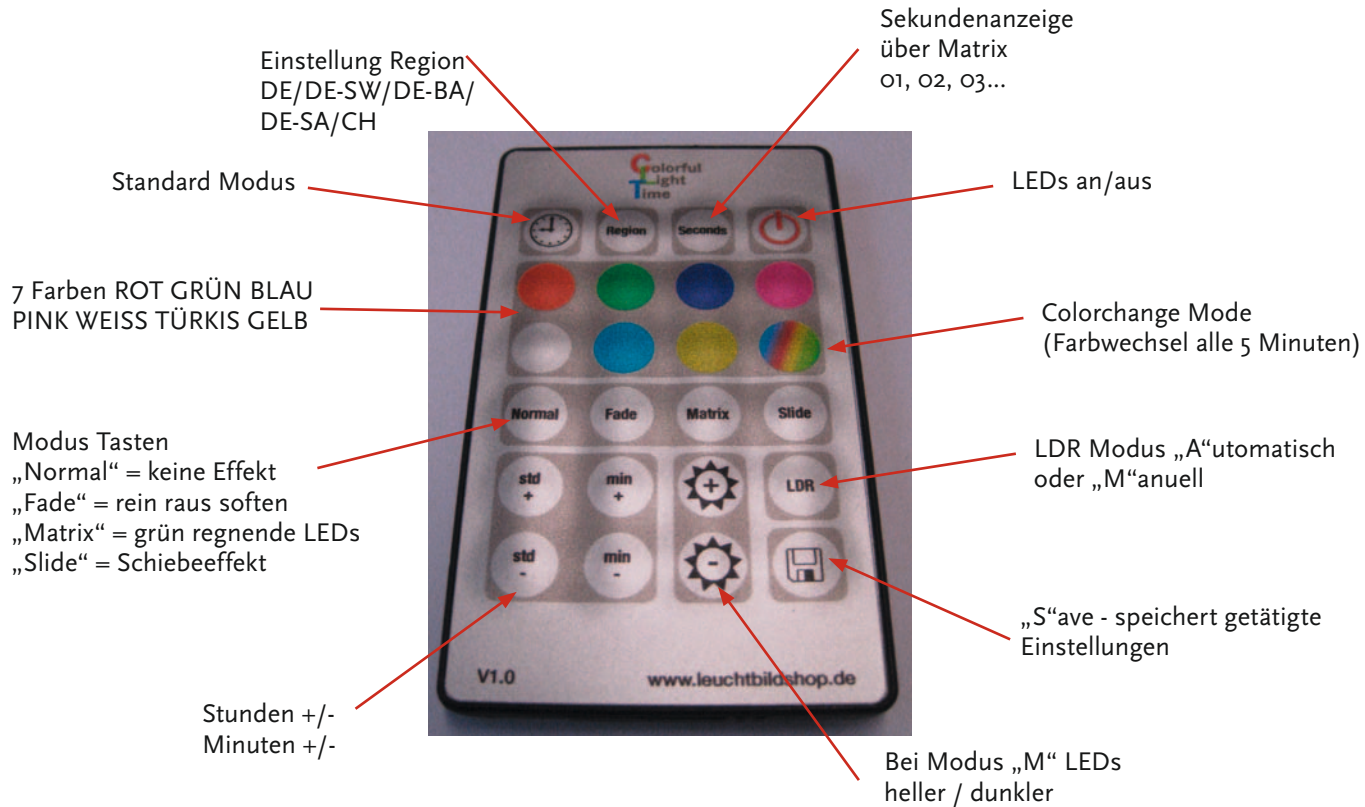 Sekundenanzeige
über Matrix
01, 02, 03...
Einstellung Region
DE/DE-SW/DE-BA/
DE-SA/CH
Standard Modus
LEDs an/aus
7 Farben ROT GRÜN BLAU
PINK WEISS TÜRKIS GELB
Colorchange Mode
(Farbwechsel alle 5 Minuten)
Modus Tasten
„Normal“ = keine Effekt
„Fade“ = rein raus soften
„Matrix“ = grün regnende LEDs
„Slide“ = Schiebeeffekt
LDR Modus „A“utomatisch
oder „M“anuell
„S“ave - speichert getätigte
Einstellungen
Stunden +/-
Minuten +/-
Bei Modus „M“ LEDs
heller / dunkler
Colorful
Light
Time
Region Seconds
Normal Fade Matrix Slide
std min LDR
+ + +
std min
- - -
V1.0 www.leuchtbildshop.de